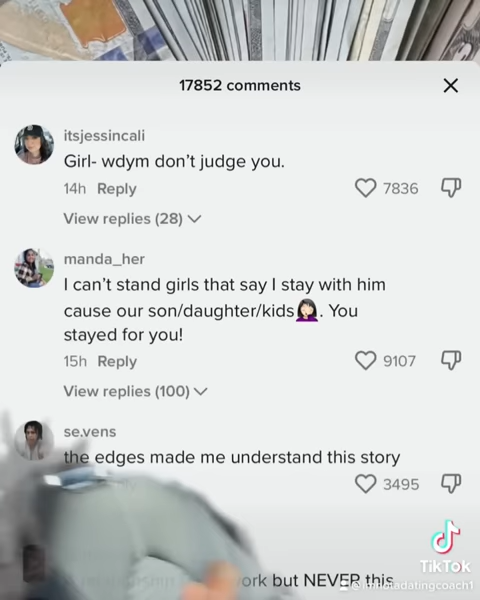 17852 comments
itsjessincali
Girl- wdym don't judge you.
14h Reply
7836
View replies (28)
manda_her
I can't stand girls that say I stay with him
cause our son/daughter/kids🤦🏻‍♀️. You
stayed for you!
15h Reply
9107
View replies (100)
se.vens
the edges made me understand this story
3495
but NEVER this
TikTok